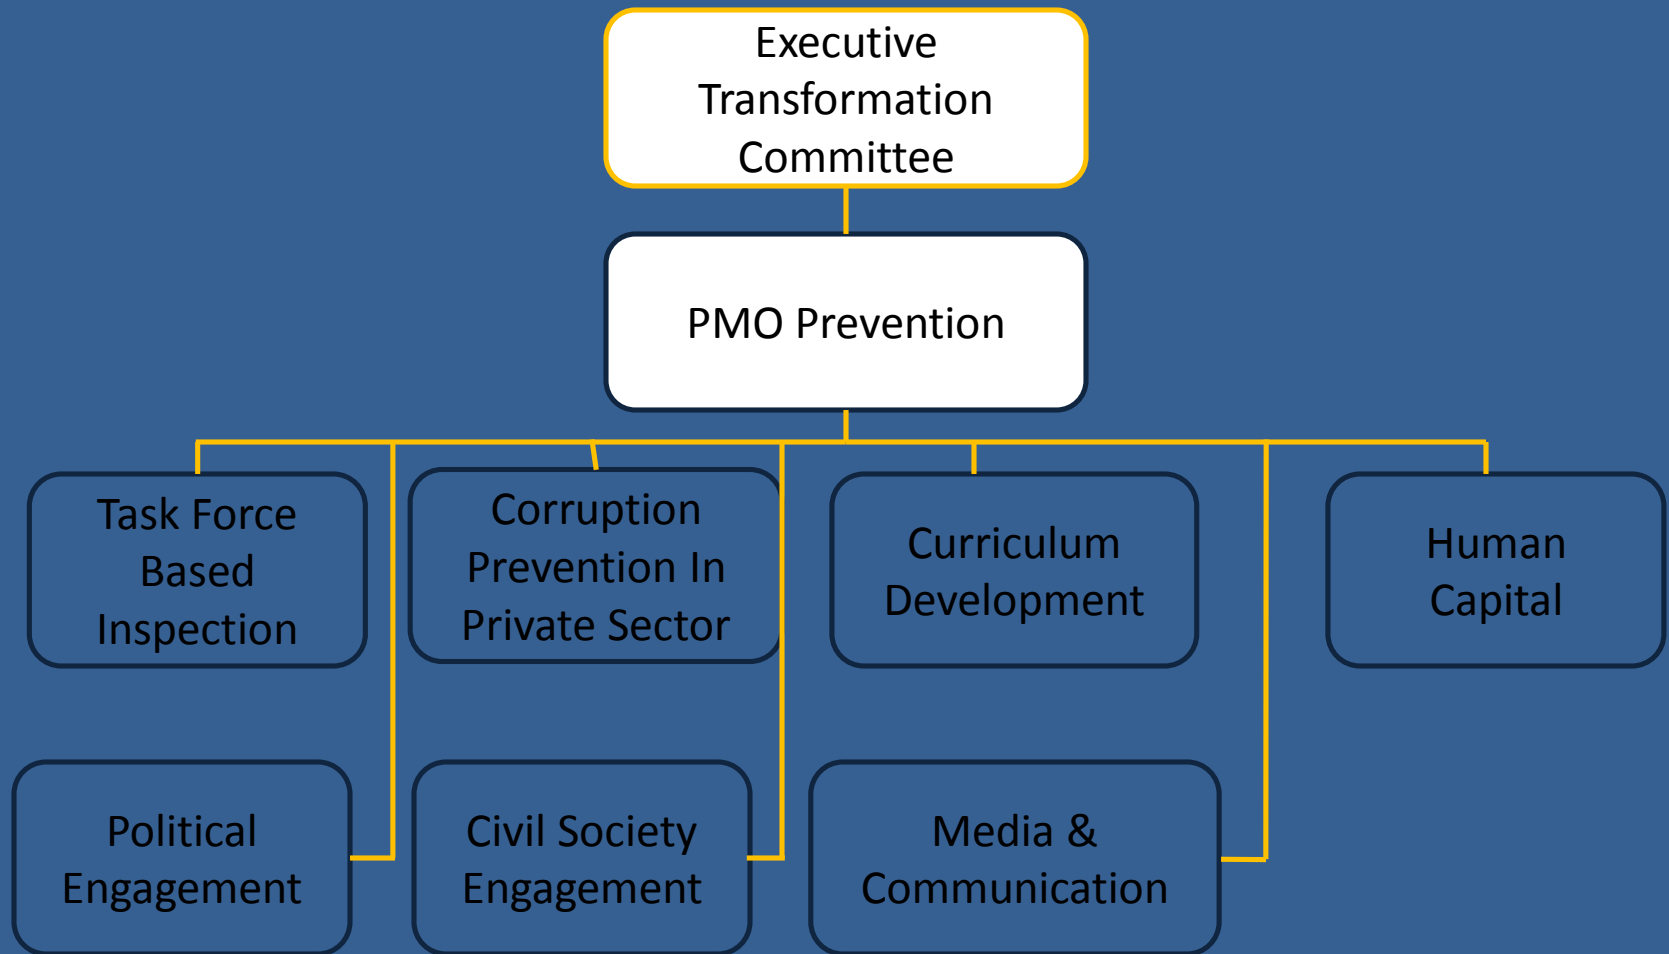 Executive
Transformation
Committee
PMO Prevention
Task Force
Based
Inspection
Corruption
Prevention In
Private Sector
Curriculum
Development
Human
Capital
Political
Engagement
Civil Society
Engagement
Media &
Communication